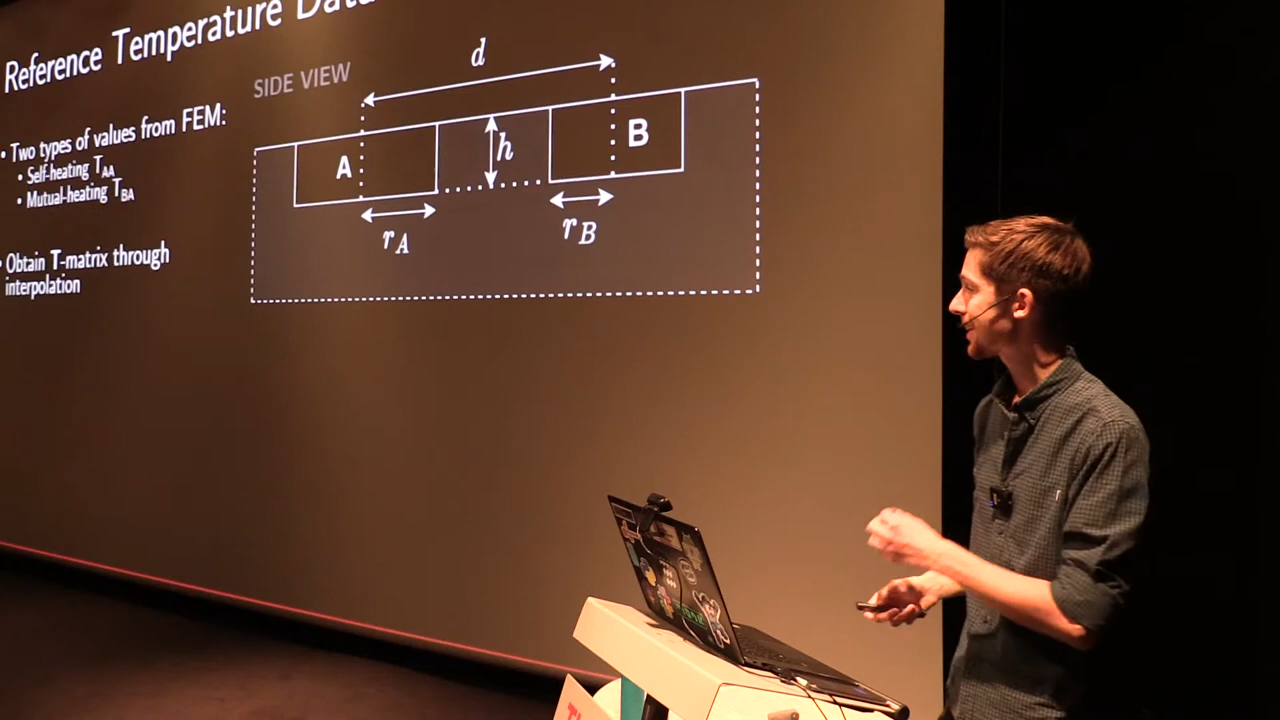 Reference Temperature Data
SIDE VIEW
d
• Two types of values from FEM:
• Self-heating T_AA
• Mutual-heating T_BA
• Obtain T-matrix through
interpolation
A
h
B
r_A
r_B